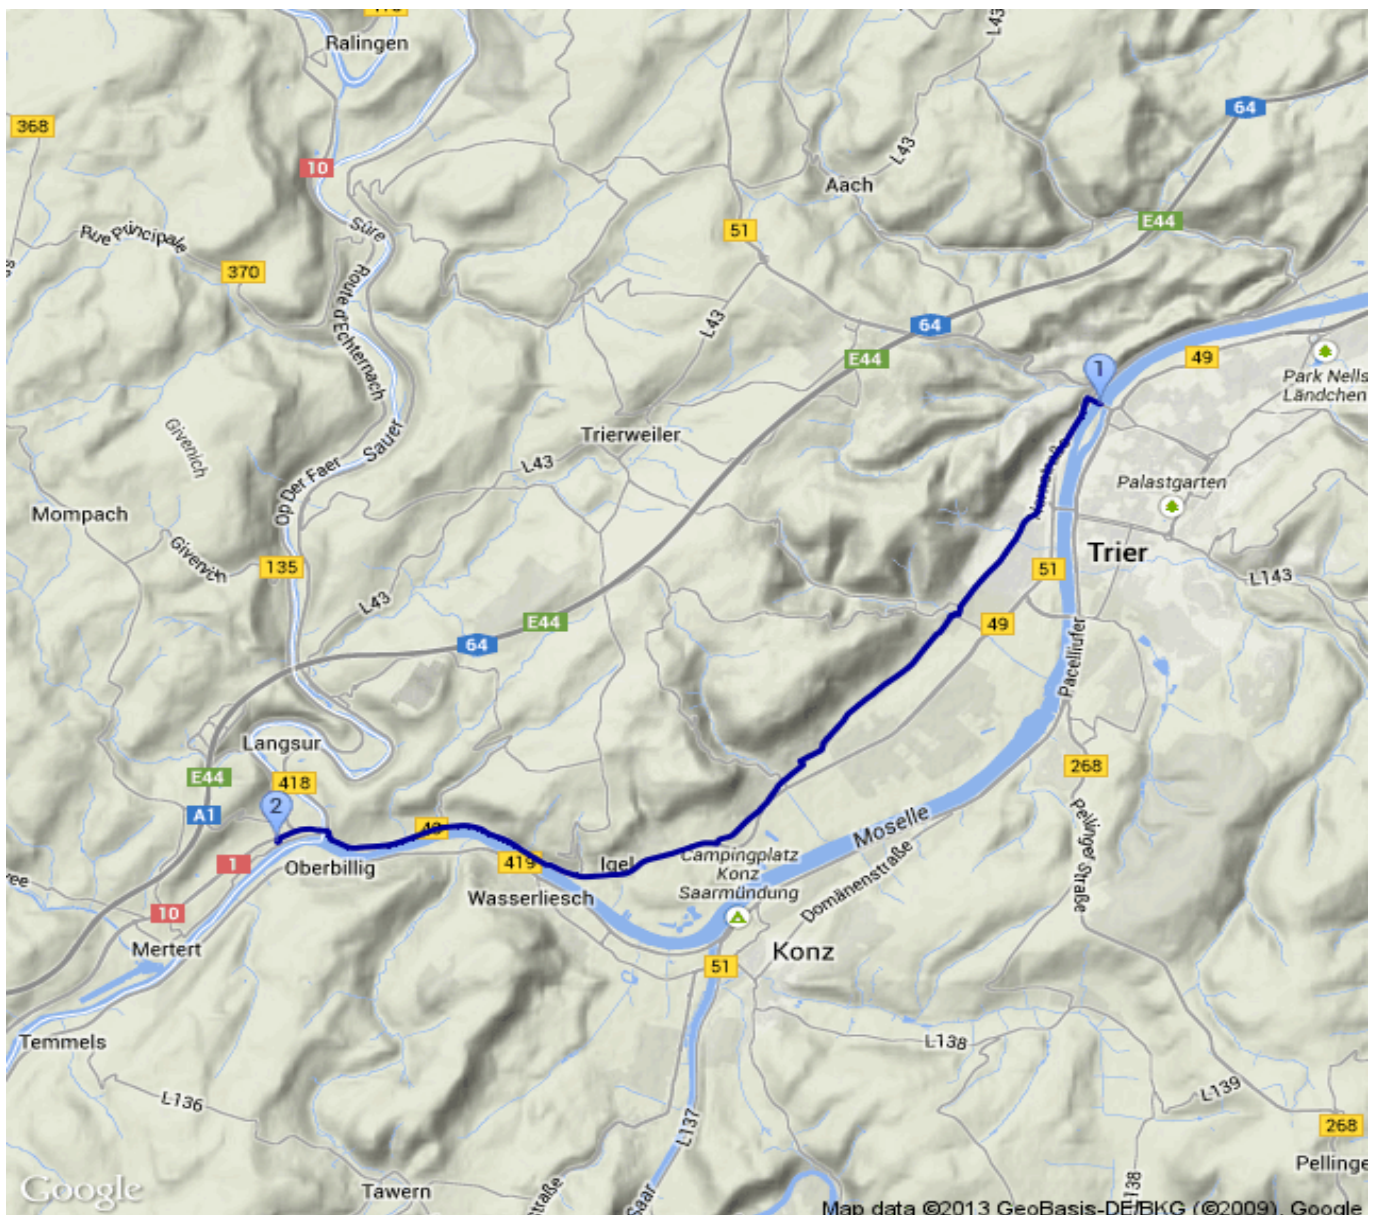 Ralingen
L43
64
368
10
L43
Aach
E44
Sûre
51
Rue Principale
370
Route d'Echternach
L43
64
E44
49
1
Park Nells
Ländchen
Givenich
Trierweiler
Sauer
L43
Op Der Faer
Palastgarten
Mompach
Givenich
135
Trier
51
L143
L43
E44
49
64
Pacelliufer
Langsur
E44
418
268
2
A1
Moselle
Pellinger Straße
1
Oberbillig
419
Igel
Campingplatz
Konz
Saarmündung
Wasserliesch
Domänenstraße
10
Mertert
Konz
51
Temmels
L138
L136
L139
L137
268
Pellinge
Tawern
Saar
L138
Google
Map data ©2013 GeoBasis-DE/BKG (©2009), Google